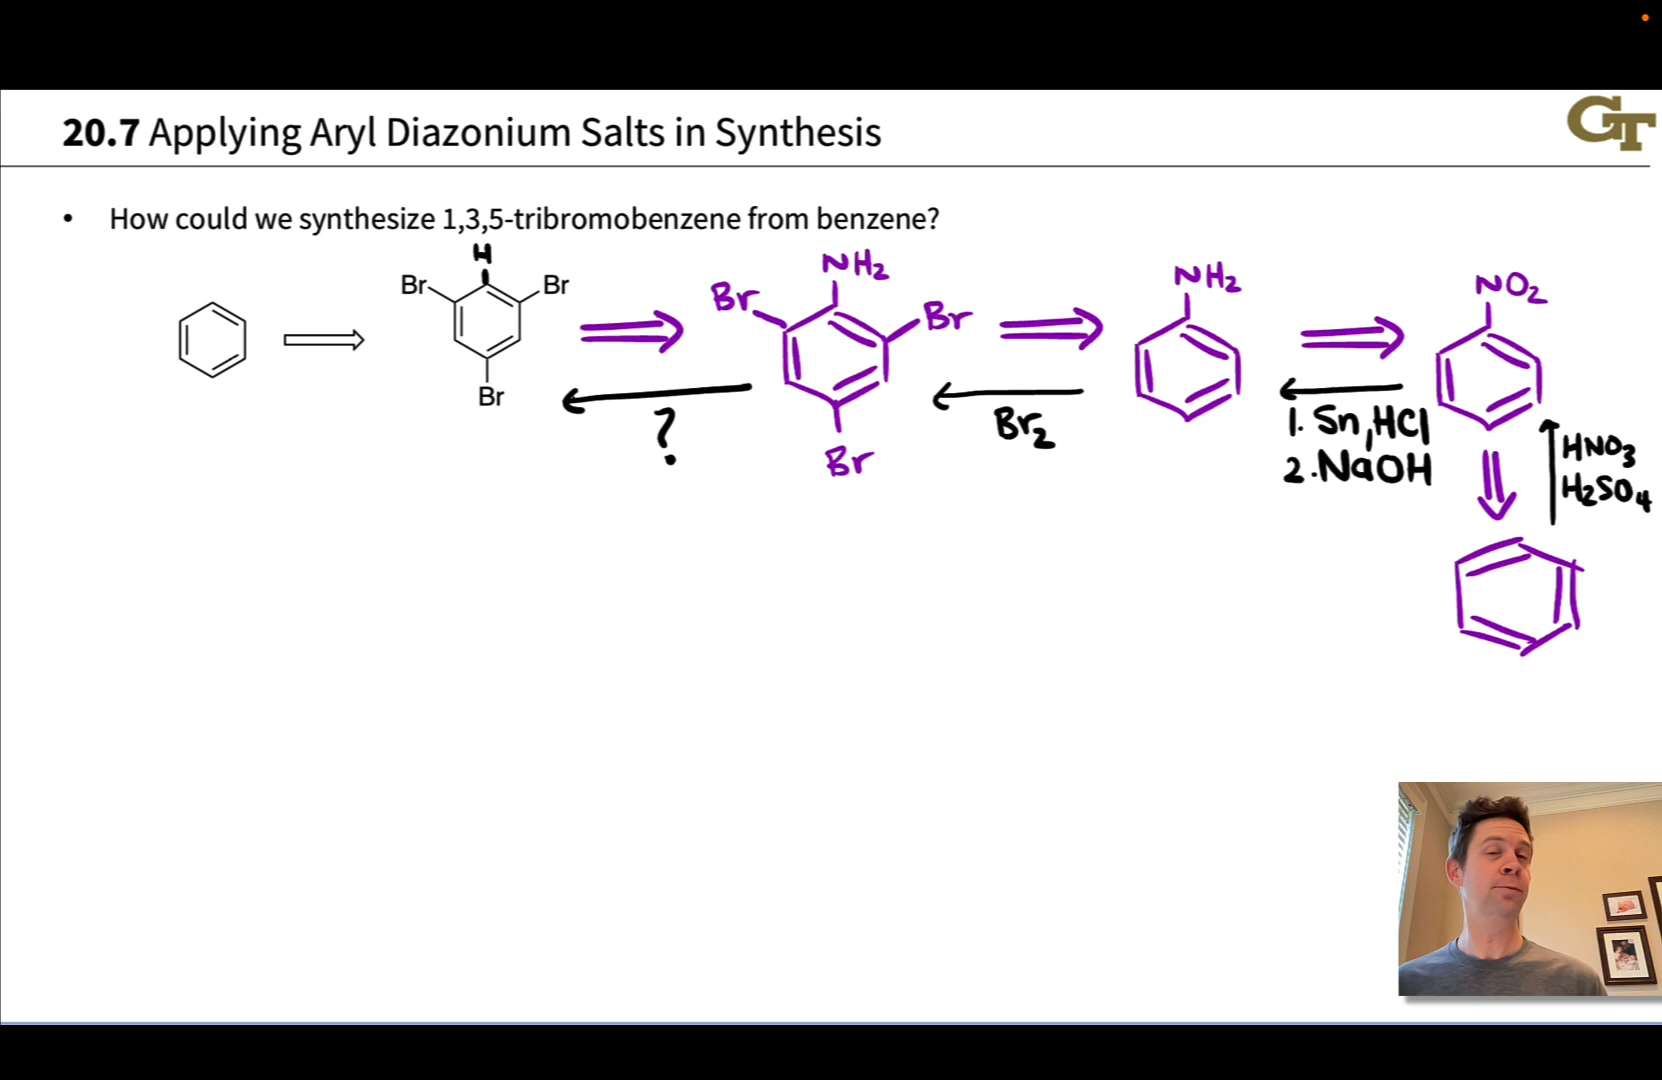 20.7 Applying Aryl Diazonium Salts in Synthesis
GT
• How could we synthesize 1,3,5-tribromobenzene from benzene?
H
Br
Br
Br
NH2
Br
Br
Br
NH2
NO2
?
Br2
1. Sn, HCl
2. NaOH
HNO3
H2SO4